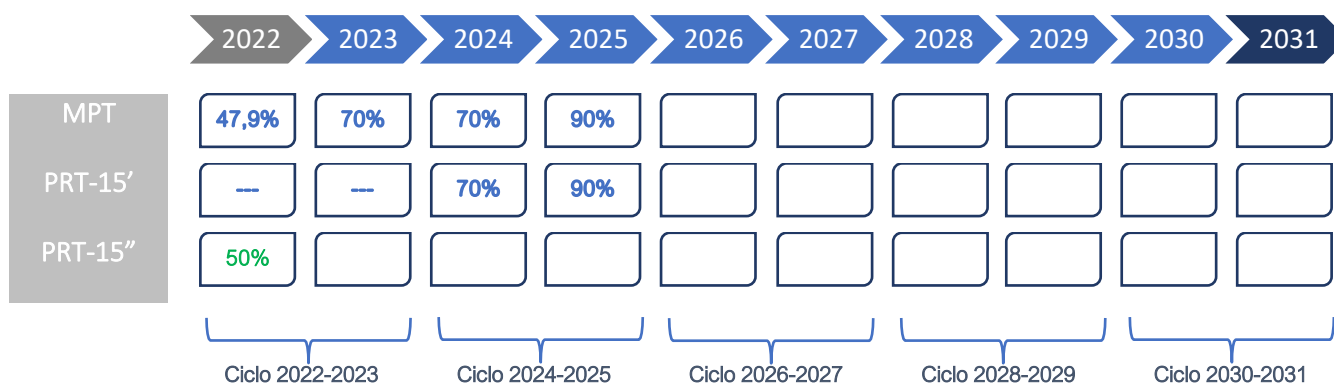 2022 2023 2024 2025 2026 2027 2028 2029 2030 2031
MPT 47,9% 70% 70% 90%
PRT-15’ --- --- 70% 90%
PRT-15” 50%
Ciclo 2022-2023 Ciclo 2024-2025 Ciclo 2026-2027 Ciclo 2028-2029 Ciclo 2030-2031